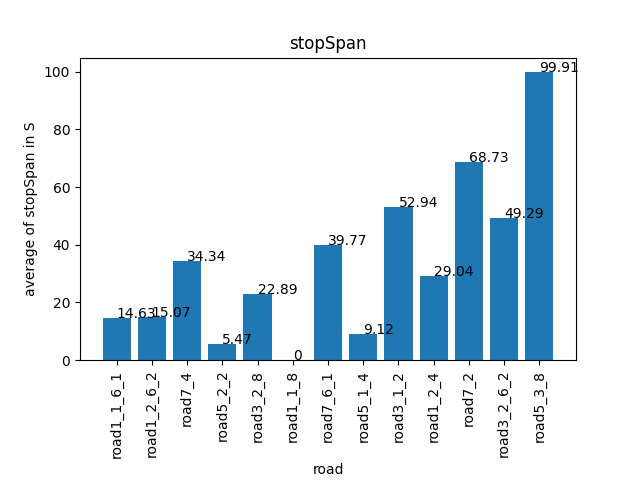 stopSpan
average of stopSpan in S
100
80
60
40
20
0
14.63
15.07
34.34
5.47
22.89
0
39.77
9.12
52.94
29.04
68.73
49.29
99.91
road1_1_6_1
road1_2_6_2
road7_4
road5_2_2
road3_2_8
road1_1_8
road7_6_1
road5_1_4
road3_1_2
road1_2_4
road7_2
road3_2_6_2
road5_3_8
road